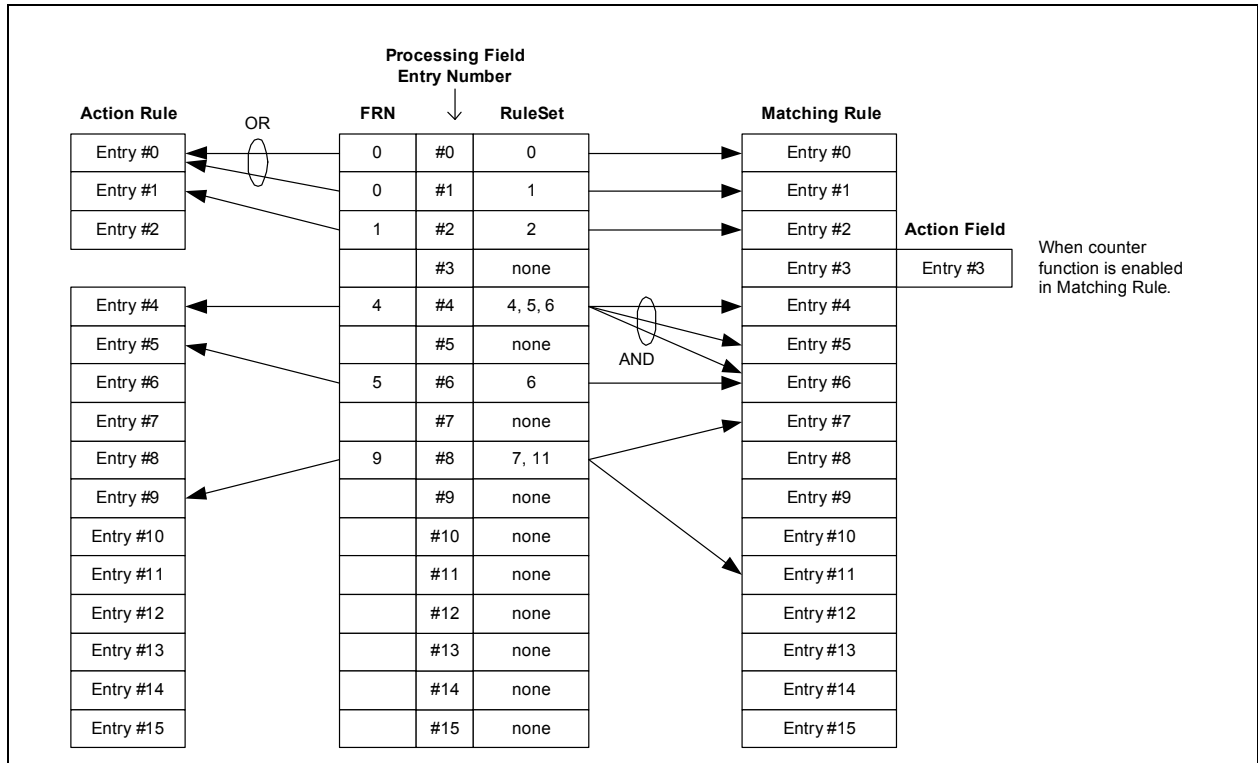 Processing Field
Entry Number
Action Rule
OR
FRN
RuleSet
Matching Rule
Entry #0
0
#0
0
Entry #0
Entry #1
0
#1
1
Entry #1
Entry #2
1
#2
2
Entry #2
Action Field
#3
none
Entry #3
Entry #3
When counter
function is enabled
in Matching Rule.
Entry #4
4
#4
4, 5, 6
Entry #4
Entry #5
#5
none
AND
Entry #5
Entry #6
5
#6
6
Entry #6
Entry #7
#7
none
Entry #7
Entry #8
9
#8
7, 11
Entry #8
Entry #9
#9
none
Entry #9
Entry #10
#10
none
Entry #10
Entry #11
#11
none
Entry #11
Entry #12
#12
none
Entry #12
Entry #13
#13
none
Entry #13
Entry #14
#14
none
Entry #14
Entry #15
#15
none
Entry #15